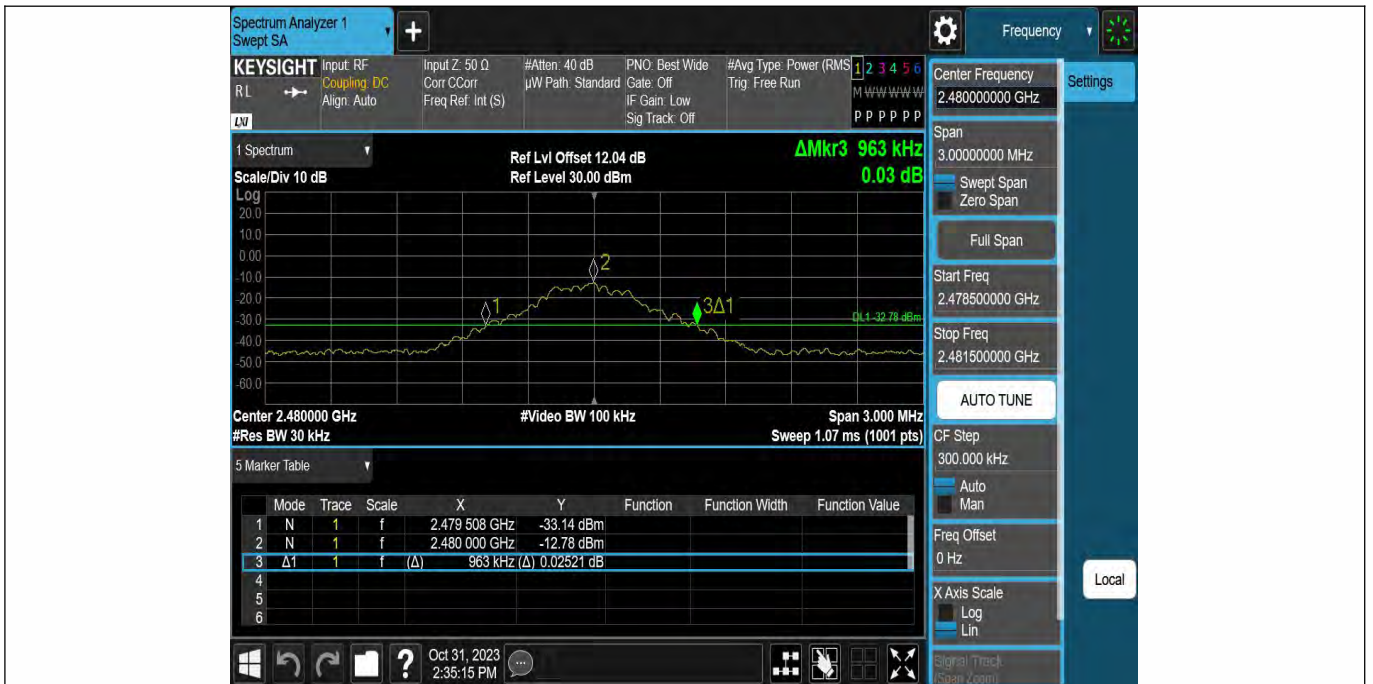 Spectrum Analyzer 1
Swept SA
+
Frequency
KEYSIGHT
RL
LXI
Input: RF
Coupling: DC
Align: Auto
Input Z: 50 Ω
Corr CCorr
Freq Ref: Int (S)
#Atten: 40 dB
µW Path: Standard
PNO: Best Wide
Gate: Off
IF Gain: Low
Sig Track: Off
#Avg Type: Power (RMS
Trig: Free Run
1 2 3 4 5 6
M W W W W W
P P P P P P
1 Spectrum
Scale/Div 10 dB
Ref Lvl Offset 12.04 dB
Ref Level 30.00 dBm
ΔMkr3 963 kHz
0.03 dB
Log
20.0
10.0
0.00
-10.0
-20.0
-30.0
-40.0
-50.0
-60.0
1
2
3Δ1
DL1 -32.78 dBm
Center 2.480000 GHz
#Video BW 100 kHz
Span 3.000 MHz
#Res BW 30 kHz
Sweep 1.07 ms (1001 pts)
5 Marker Table
Mode Trace Scale X Y Function Function Width Function Value
1 N 1 f 2.479 508 GHz -33.14 dBm
2 N 1 f 2.480 000 GHz -12.78 dBm
3 Δ1 1 f (Δ) 963 kHz (Δ) 0.02521 dB
4
5
6
?
Oct 31, 2023
2:35:15 PM
Center Frequency
2.480000000 GHz
Span
3.00000000 MHz
Swept Span
Zero Span
Full Span
Start Freq
2.478500000 GHz
Stop Freq
2.481500000 GHz
AUTO TUNE
CF Step
300.000 kHz
Auto
Man
Freq Offset
0 Hz
X Axis Scale
Log
Lin
Signal Track
(Span Zoom)
Settings
Local